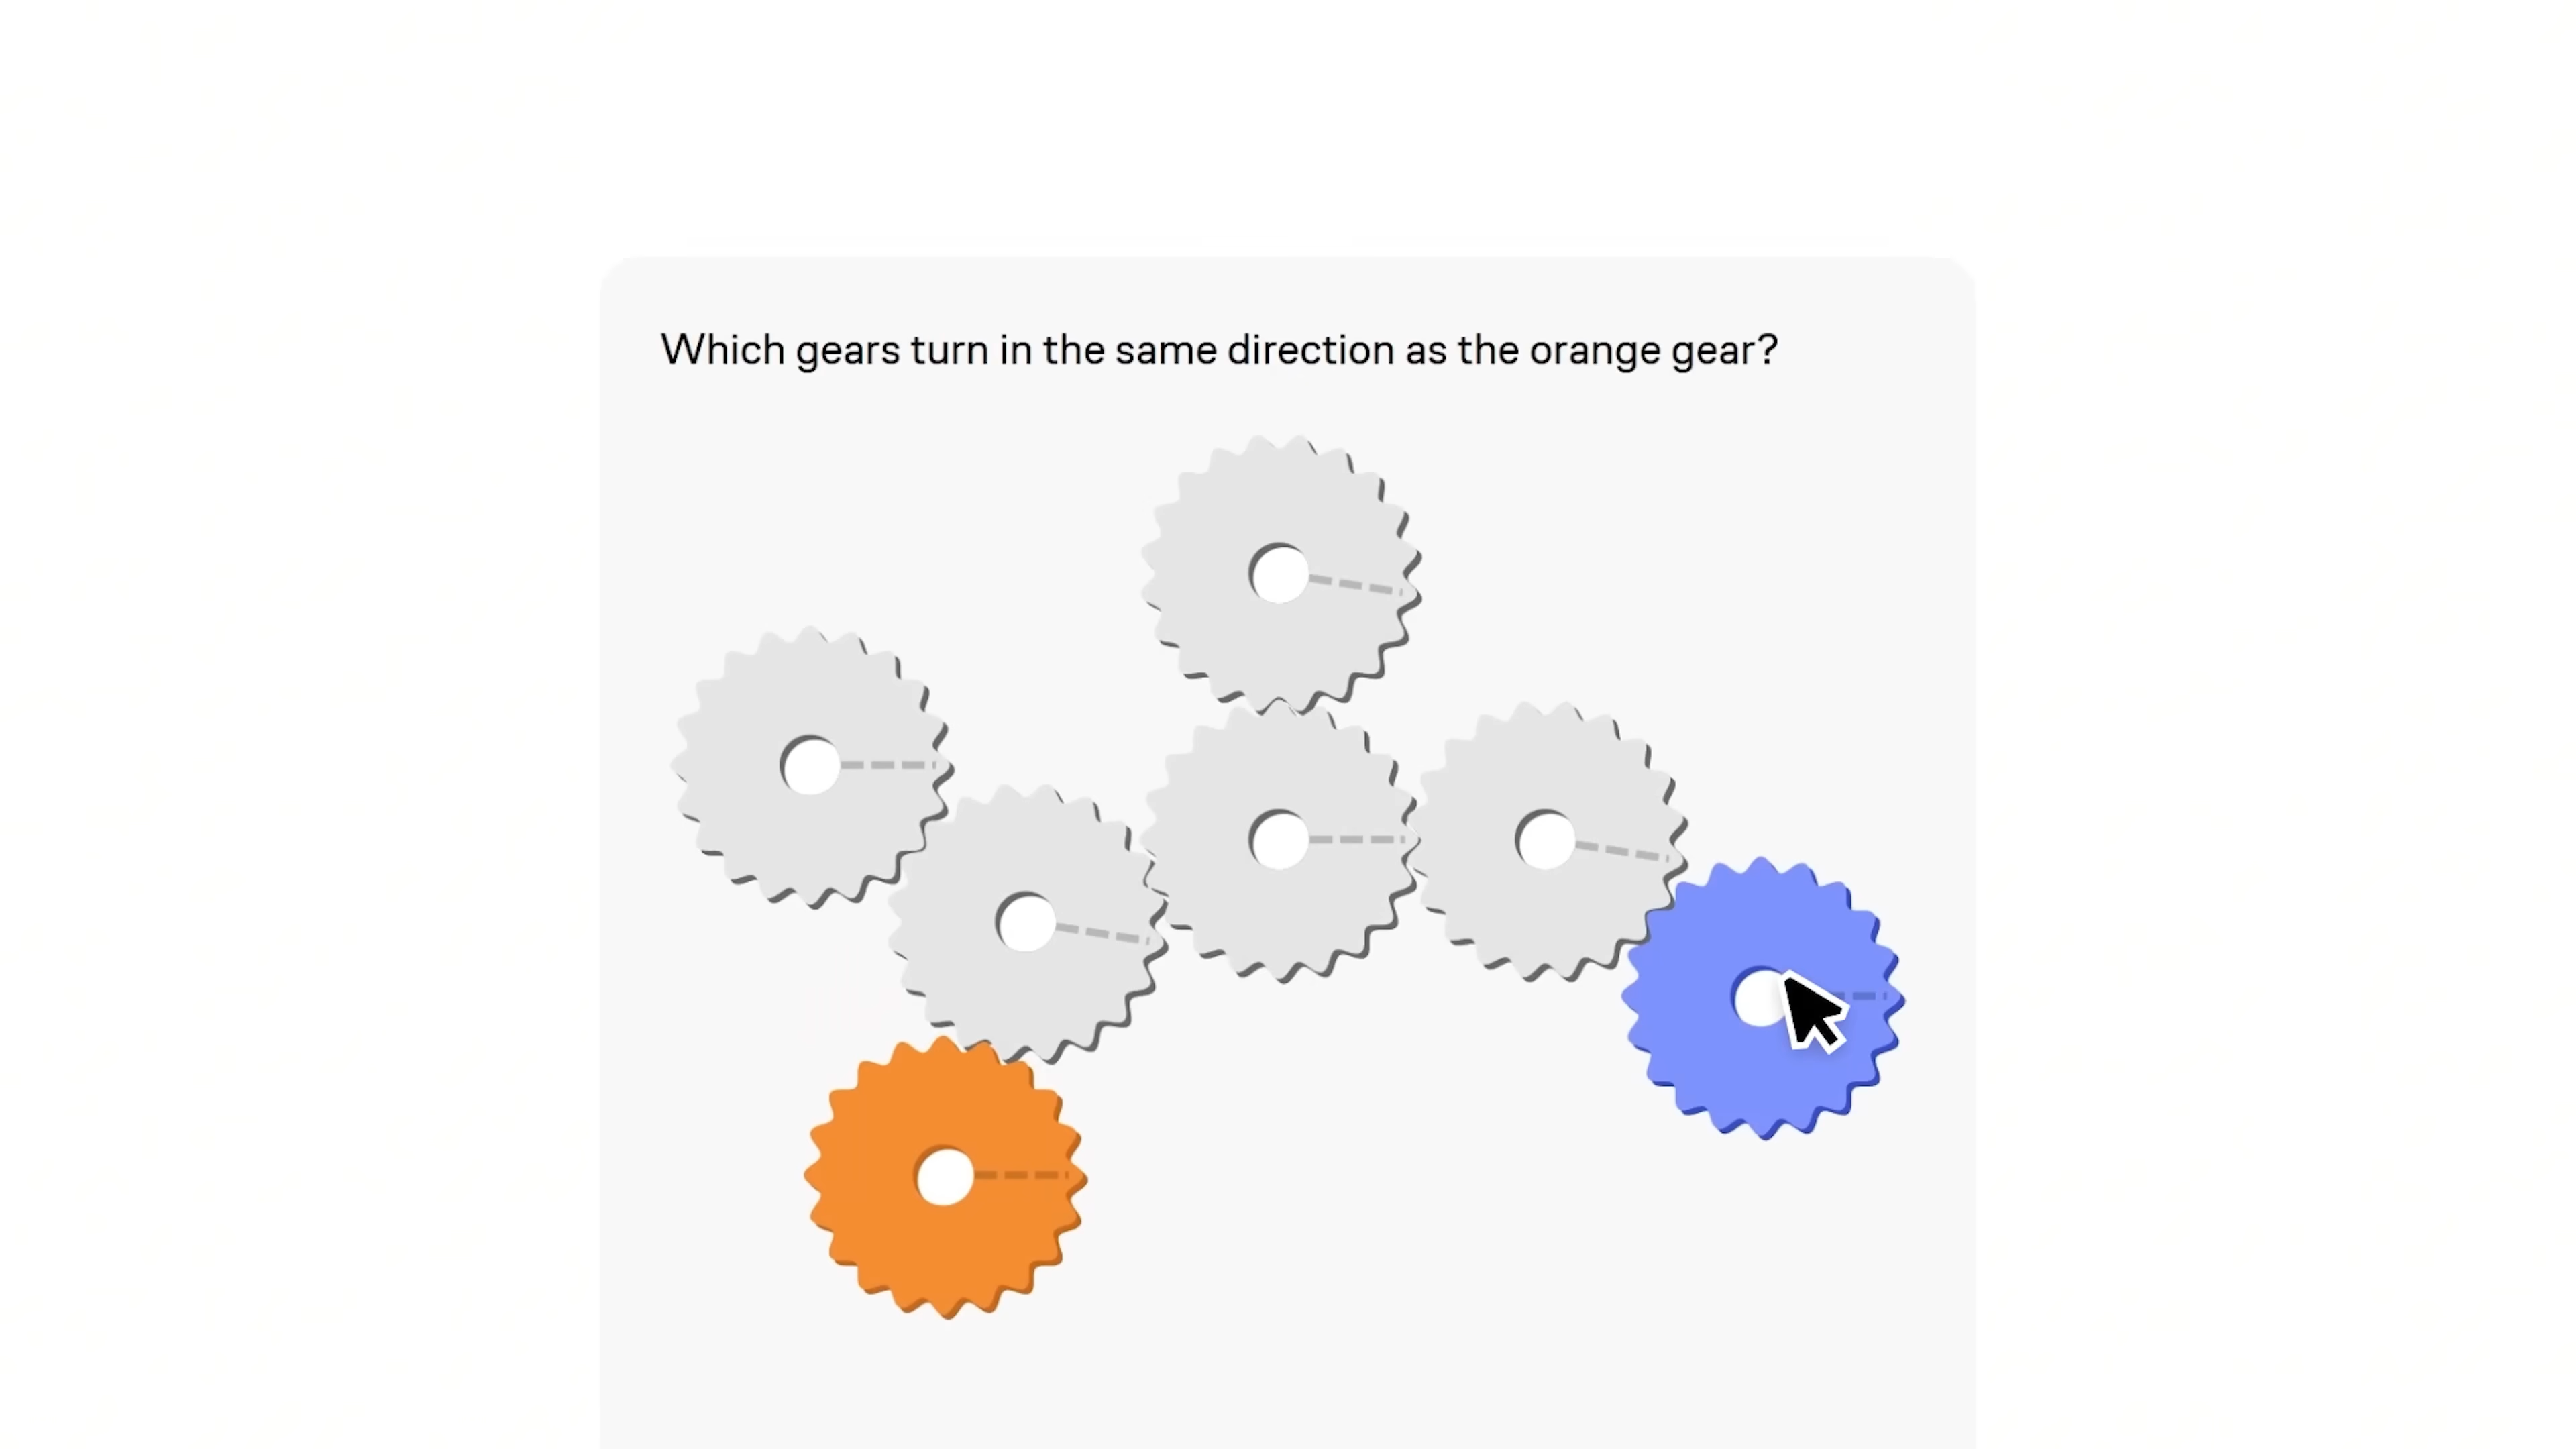 Which gears turn in the same direction as the orange gear?